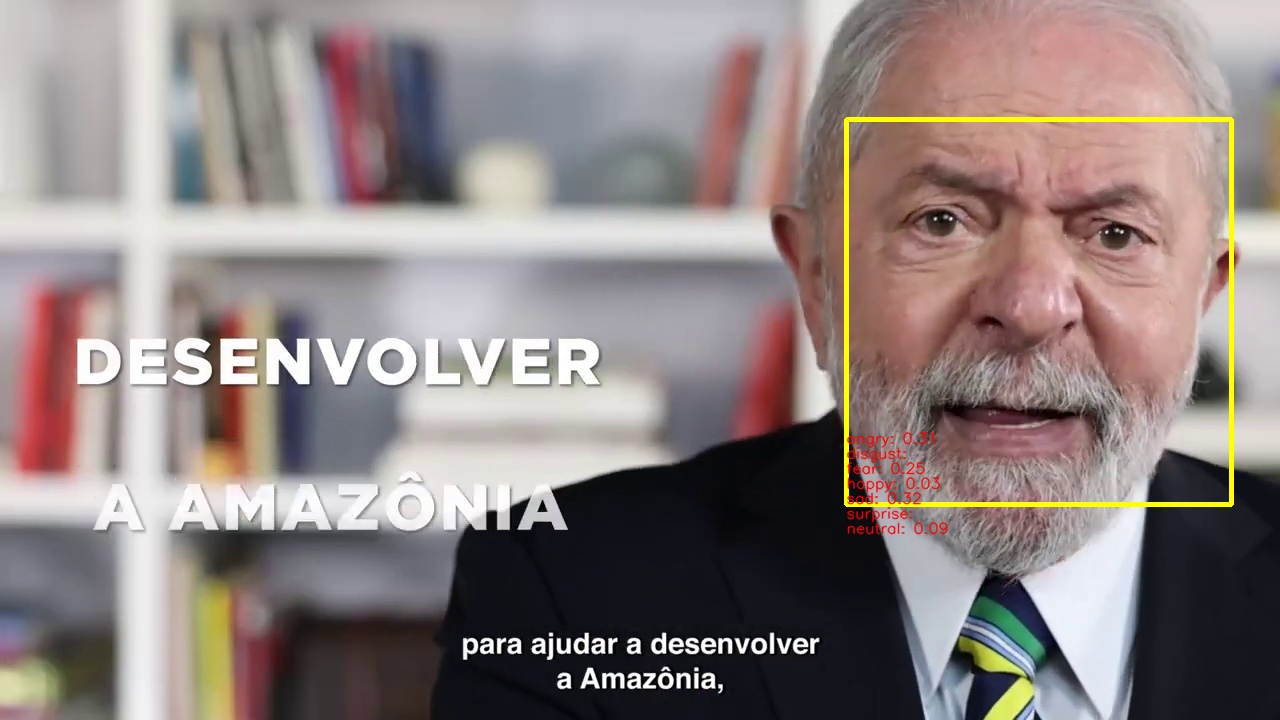 DESENVOLVER
A AMAZÔNIA
angry: 0.31
disgust:
fear: 0.25
happy: 0.03
sad: 0.32
surprise:
neutral: 0.09
para ajudar a desenvolver
a Amazônia,